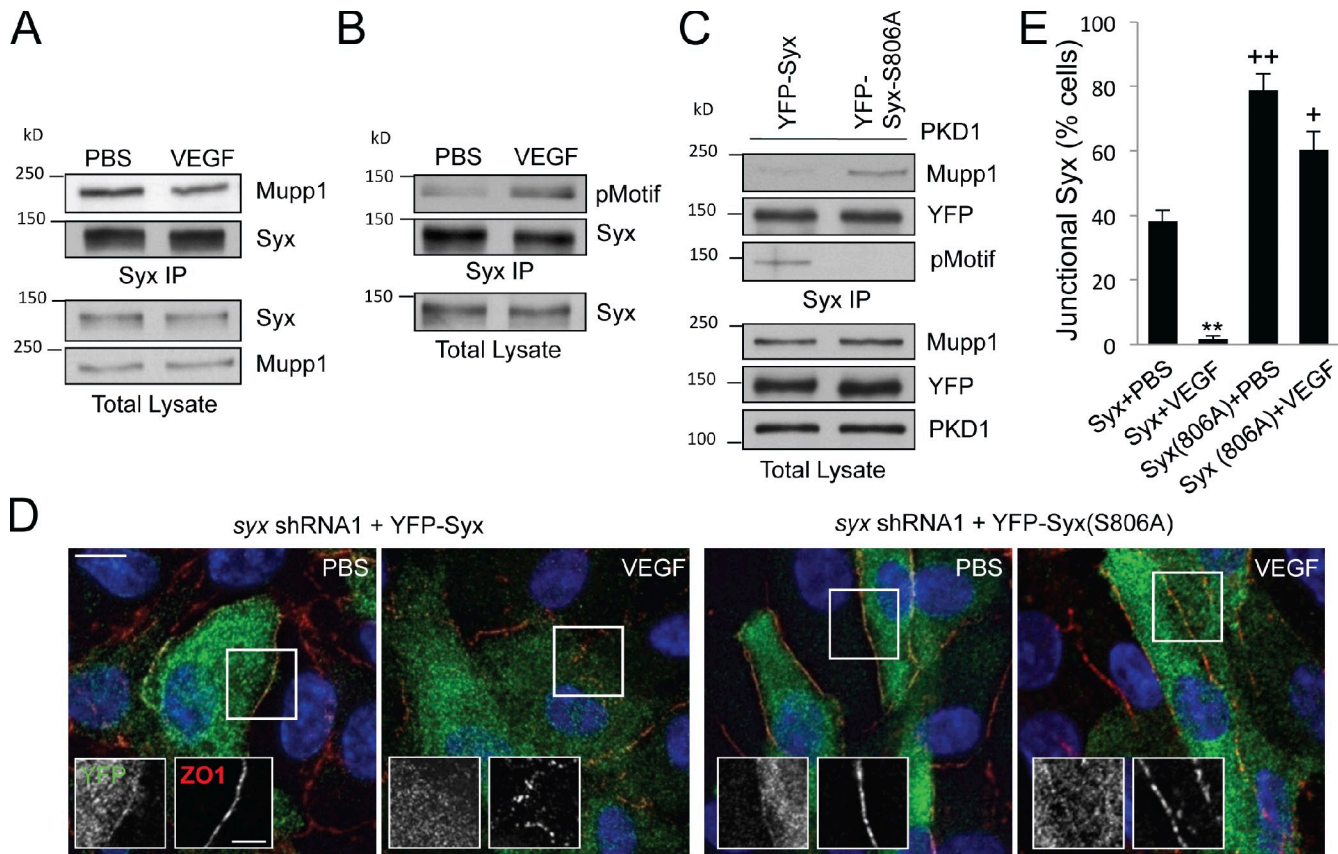 A
kD
PBS VEGF
250
Mupp1
150
Syx
Syx IP
150
Syx
250
Mupp1
Total Lysate
B
kD
PBS VEGF
150
pMotif
150
Syx
Syx IP
150
Syx
Total Lysate
C
YFP-Syx
YFP-
Syx-S806A
kD
PKD1
250
Mupp1
150
YFP
150
pMotif
Syx IP
250
Mupp1
150
YFP
100
PKD1
Total Lysate
E
Junctional Syx (% cells)
100
80
60
40
20
0
**
++
+
Syx+PBS
Syx+VEGF
Syx(806A)+PBS
Syx (806A)+VEGF
D
syx shRNA1 + YFP-Syx
syx shRNA1 + YFP-Syx(S806A)
PBS
VEGF
PBS
VEGF
YFP
ZO1